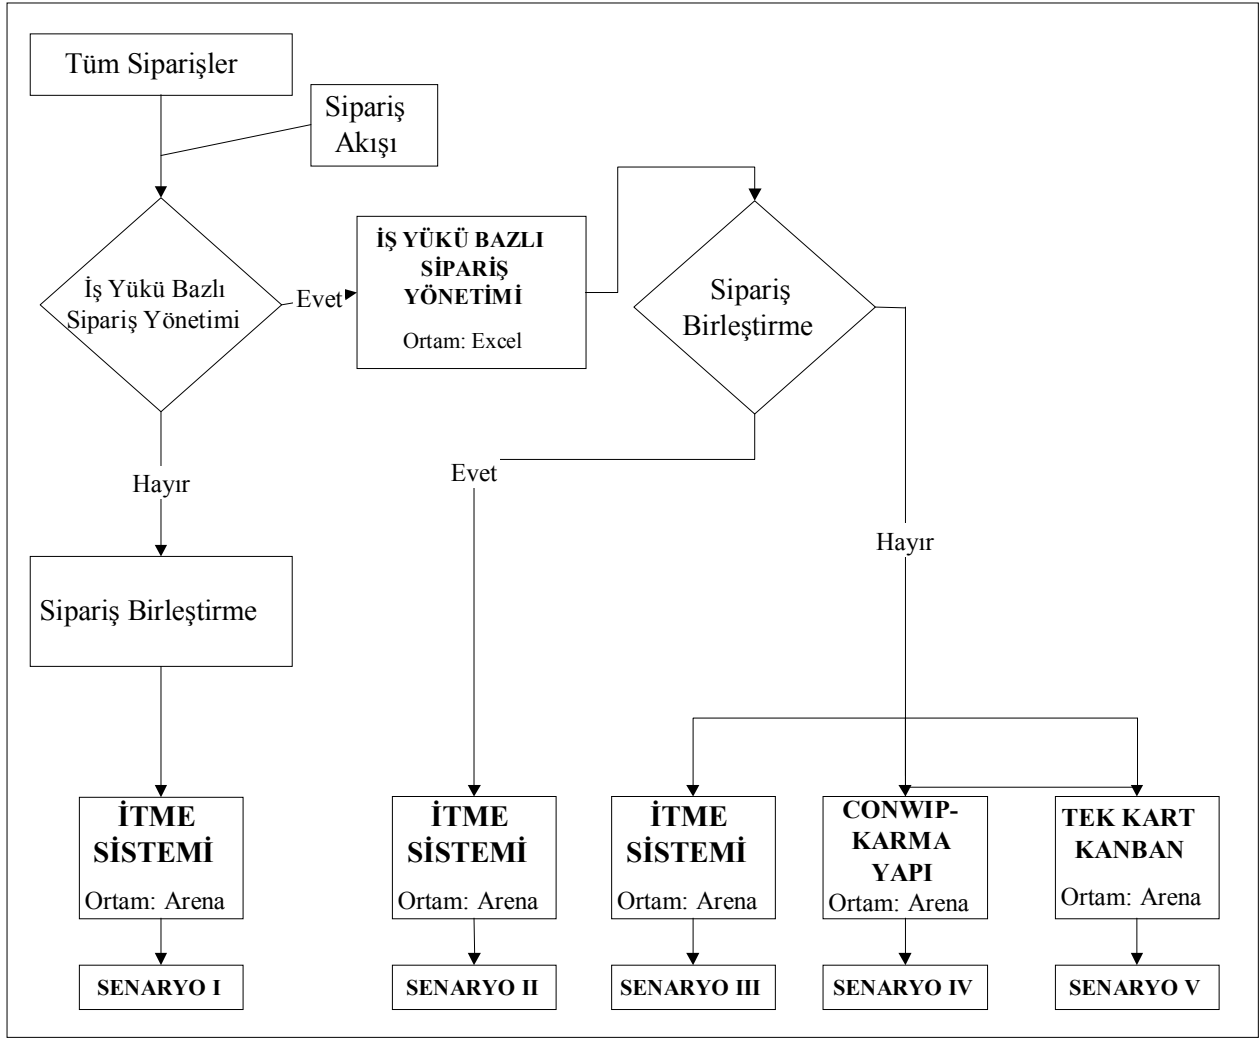 Tüm Siparişler
Sipariş
Akışı
İş Yükü Bazlı
Sipariş Yönetimi
Evet
İŞ YÜKÜ BAZLI
SİPARİŞ
YÖNETİMİ
Ortam: Excel
Sipariş
Birleştirme
Hayır
Evet
Hayır
Sipariş Birleştirme
İTME
SİSTEMİ
Ortam: Arena
İTME
SİSTEMİ
Ortam: Arena
İTME
SİSTEMİ
Ortam: Arena
CONWIP-
KARMA
YAPI
Ortam: Arena
TEK KART
KANBAN
Ortam: Arena
SENARYO I
SENARYO II
SENARYO III
SENARYO IV
SENARYO V